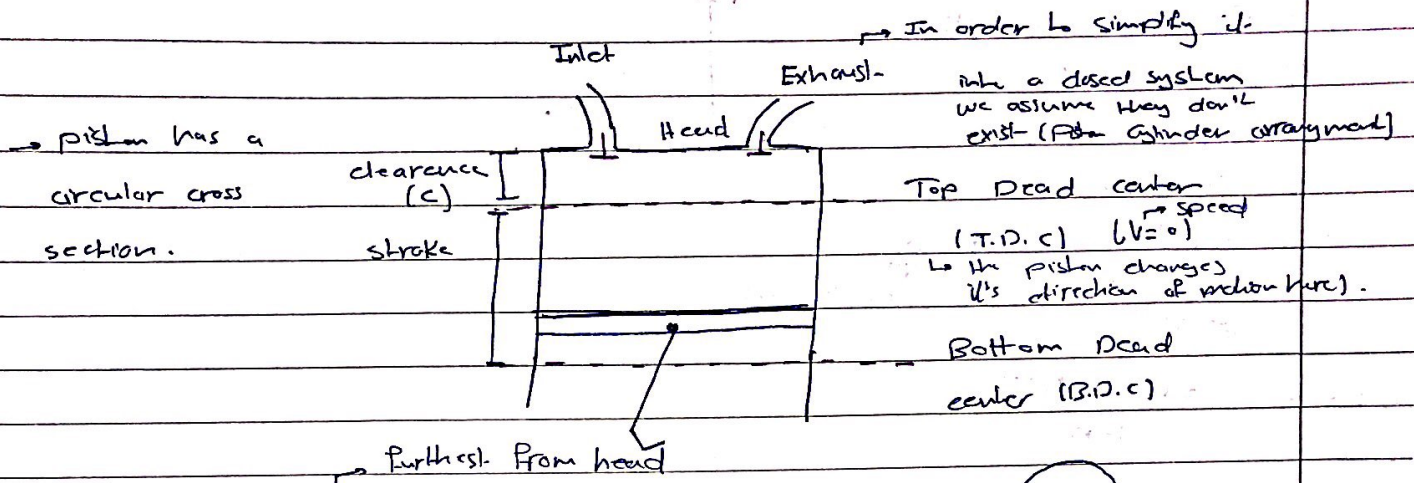 → In order to simplify it
Inlet
Exhaust
into a closed system
we assume they don't
exist (Piston Cylinder arrangment)
Head
→ piston has a
circular cross
section.
clearence
(c)
stroke
Top Dead center
→ speed
(T.D.C) (V=0)
↳ the piston changes
it's direction of motion here).
Bottom Dead
center (B.D.C)
→ furthest from head